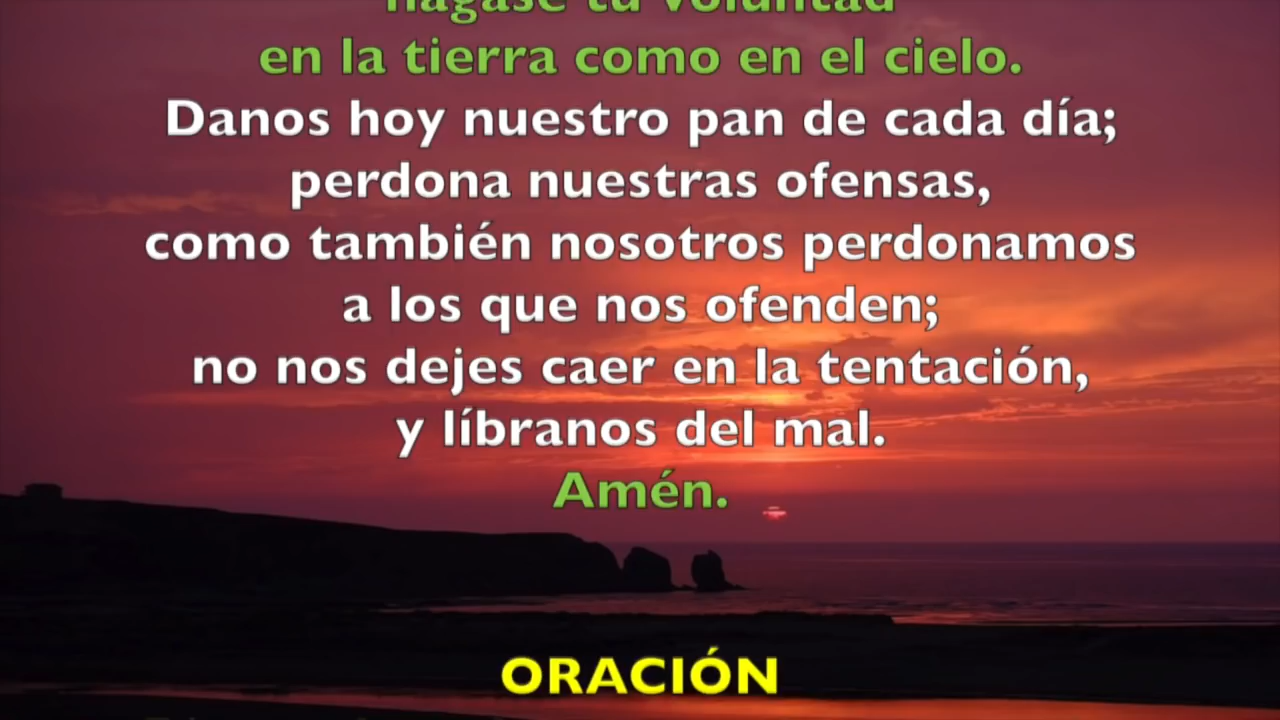 hágase tu voluntad
en la tierra como en el cielo.
Danos hoy nuestro pan de cada día;
perdona nuestras ofensas,
como también nosotros perdonamos
a los que nos ofenden;
no nos dejes caer en la tentación,
y líbranos del mal.
Amén.
ORACIÓN